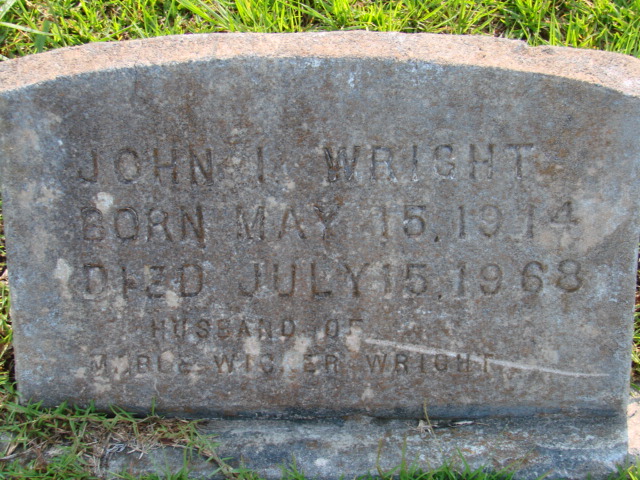 JOHN I. WRIGHT
BORN MAY 15, 1914
DIED JULY 15, 1968
HUSBAND OF
WRIGHT